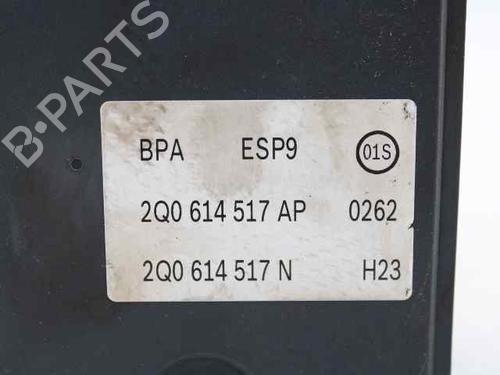 B-PARTS
BPA ESP9 01S
2Q0 614 517 AP 0262
2Q0 614 517 N H23